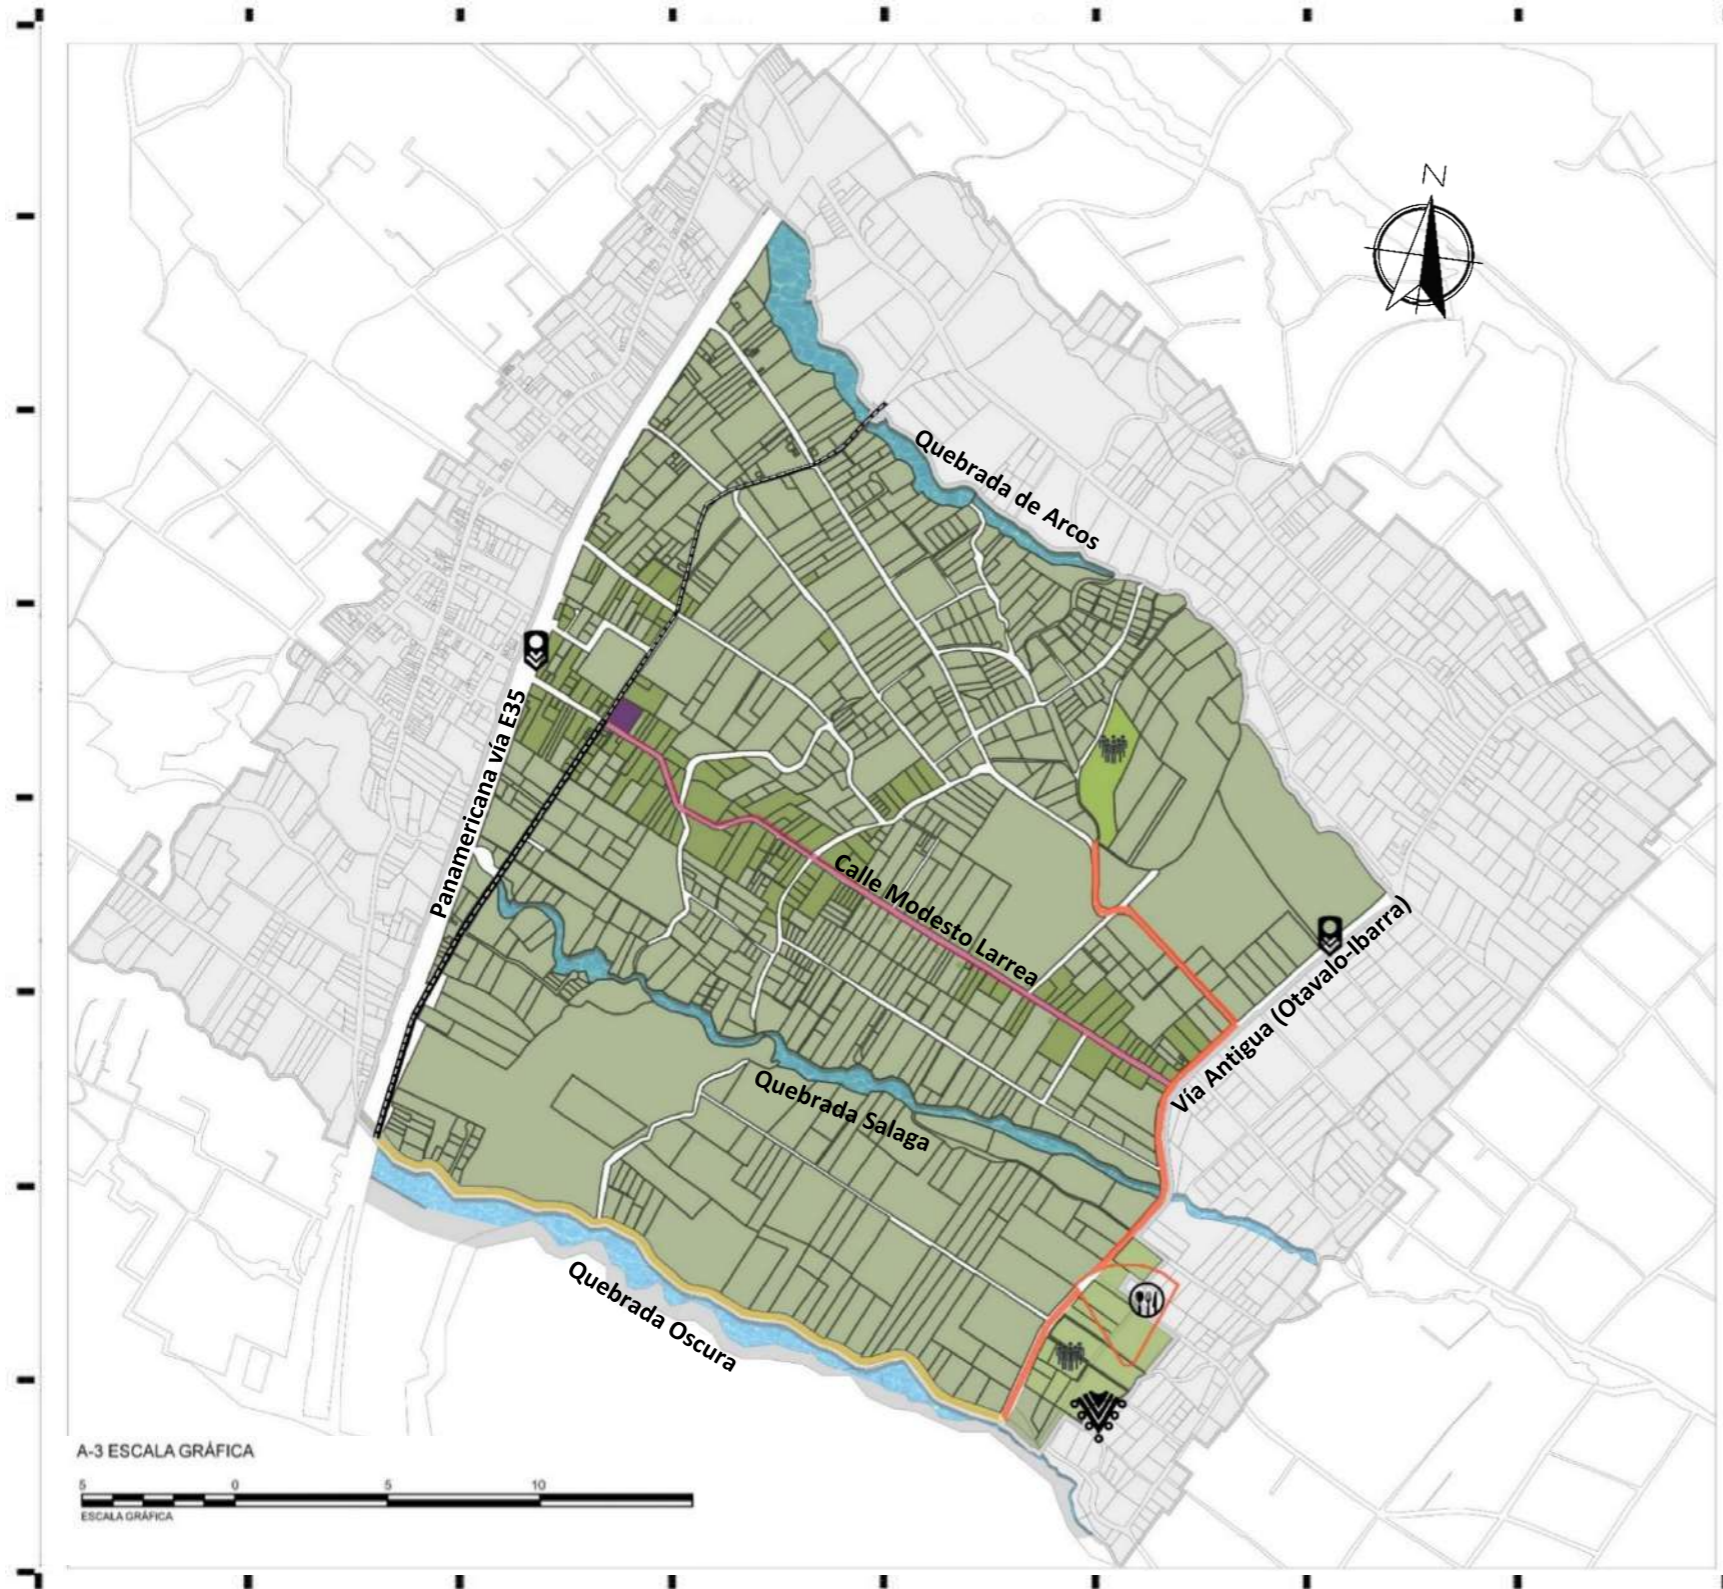 N
Quebrada de Arcos
Panamericana vía E35
Calle Modesto Larrea
Vía Antigua (Otavalo-Ibarra)
Quebrada Salaga
Quebrada Oscura
A-3 ESCALA GRÁFICA
5 0 5 10
ESCALA GRÁFICA